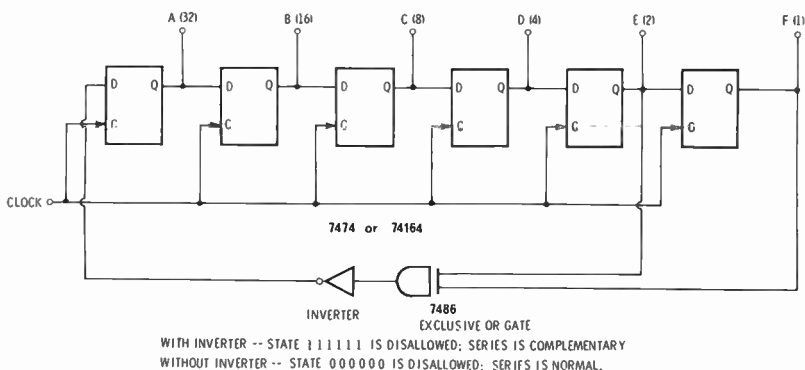 A (32) B (16) C (8) D (4) E (2) F (1)
D Q D Q D Q D Q D Q D Q
C C C G G G
CLOCK
7474 or 74164
7486
INVERTER
EXCLUSIVE OR GATE
WITH INVERTER -- STATE 111111 IS DISALLOWED; SERIES IS COMPLEMENTARY
WITHOUT INVERTER -- STATE 000000 IS DISALLOWED; SERIES IS NORMAL.